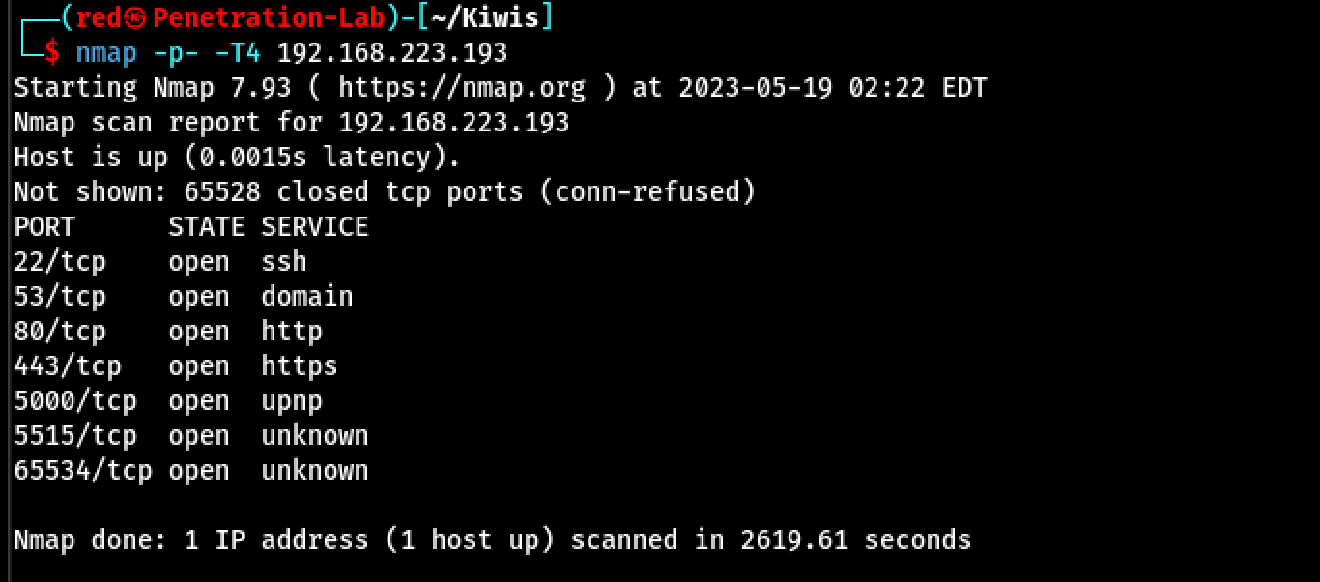 ┌──(red㉿Penetration-Lab)-[~/Kiwis]
└─$ nmap -p- -T4 192.168.223.193
Starting Nmap 7.93 ( https://nmap.org ) at 2023-05-19 02:22 EDT
Nmap scan report for 192.168.223.193
Host is up (0.0015s latency).
Not shown: 65528 closed tcp ports (conn-refused)
PORT      STATE SERVICE
22/tcp    open  ssh
53/tcp    open  domain
80/tcp    open  http
443/tcp   open  https
5000/tcp  open  upnp
5515/tcp  open  unknown
65534/tcp open  unknown
Nmap done: 1 IP address (1 host up) scanned in 2619.61 seconds